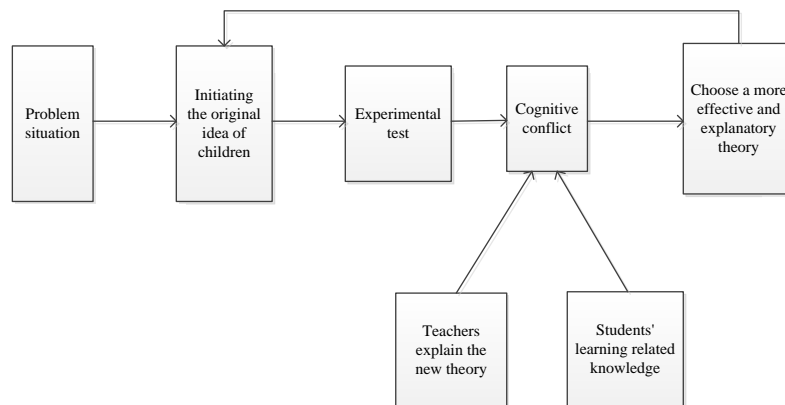 Problem
situation
Initiating
the original
idea of
children
Experimental
test
Cognitive
conflict
Choose a more
effective and
explanatory
theory
Teachers
explain the
new theory
Students'
learning related
knowledge